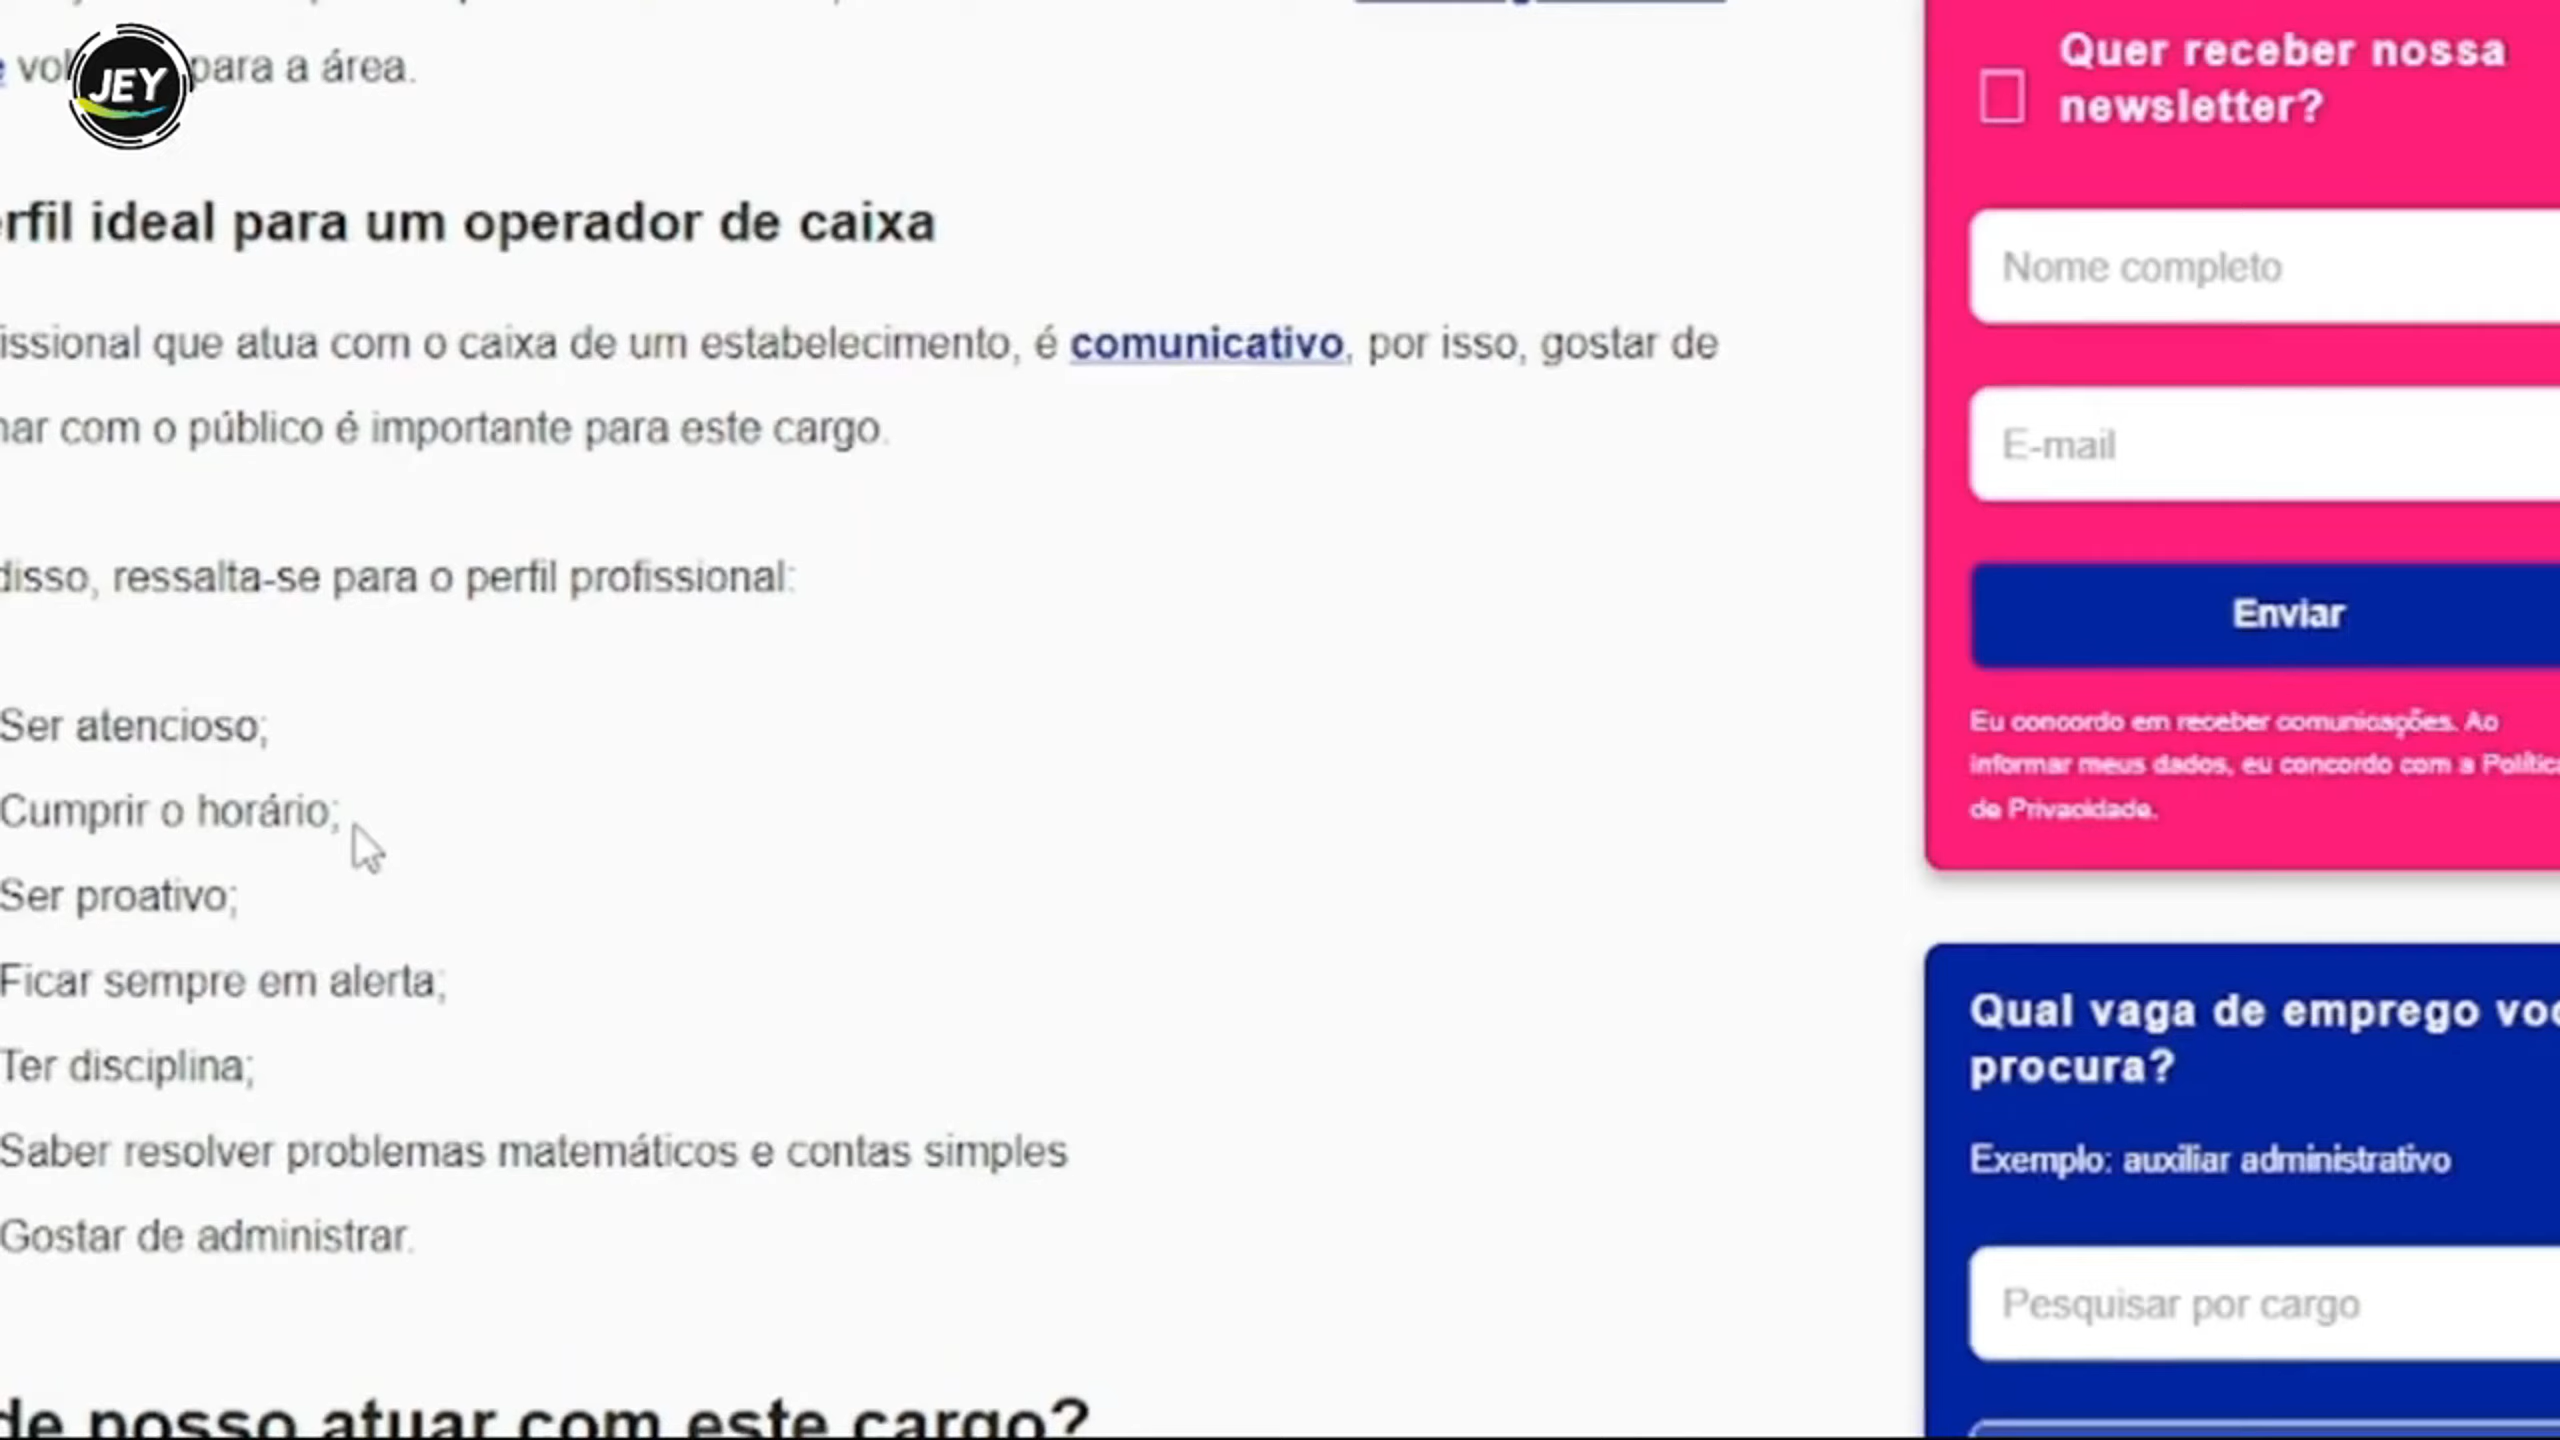 para a área.
JEY
rfil ideal para um operador de caixa
issional que atua com o caixa de um estabelecimento, é comunicativo, por isso, gostar de
nar com o público é importante para este cargo.
disso, ressalta-se para o perfil profissional:
Ser atencioso;
Cumprir o horário;
Ser proativo;
Ficar sempre em alerta;
Ter disciplina;
Saber resolver problemas matemáticos e contas simples
Gostar de administrar.
de posso atuar com este cargo?
Quer receber nossa
newsletter?
Nome completo
E-mail
Enviar
Eu concordo em receber comunicações. Ao
informar meus dados, eu concordo com a Política
de Privacidade.
Qual vaga de emprego voc
procura?
Exemplo: auxiliar administrativo
Pesquisar por cargo